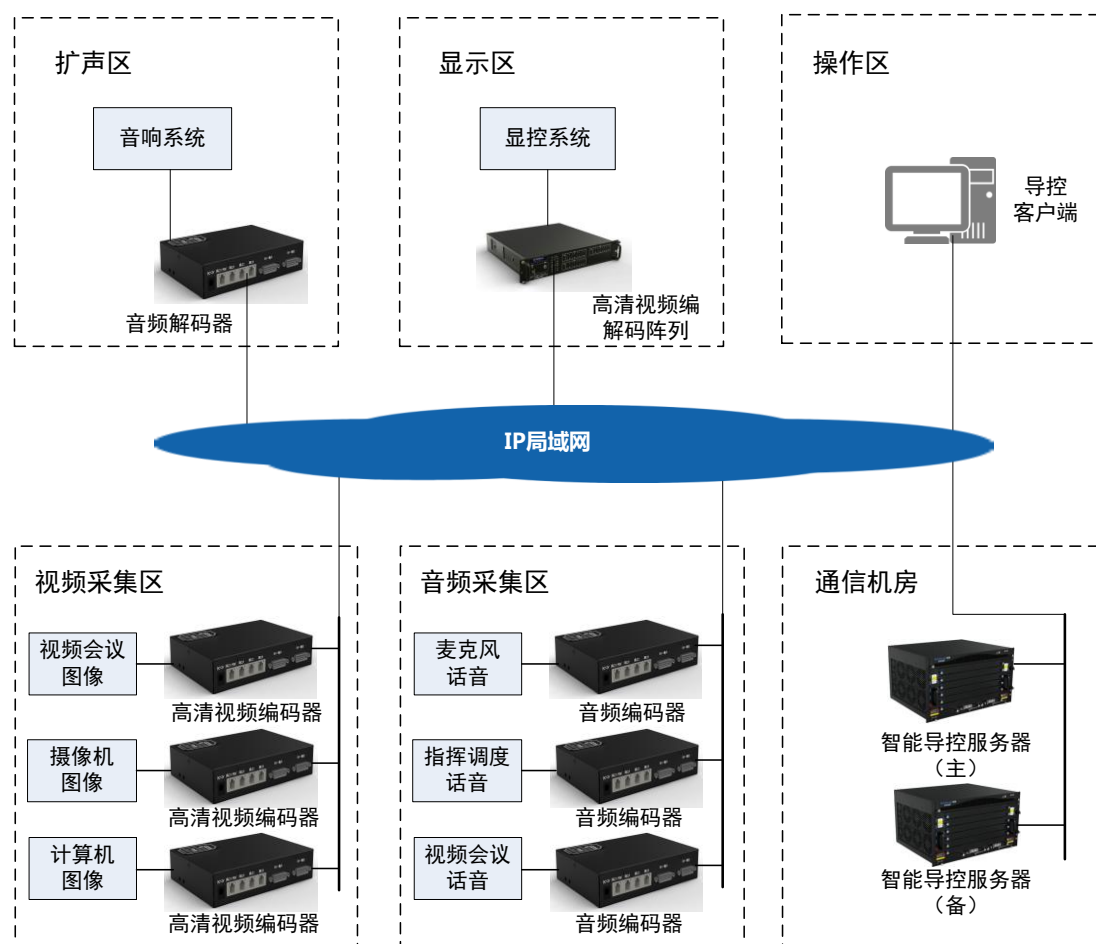 扩声区
音响系统
音频解码器
显示区
显控系统
高清视频编
解码阵列
操作区
导控
客户端
IP局域网
视频采集区
视频会议
图像
高清视频编码器
摄像机
图像
高清视频编码器
计算机
图像
高清视频编码器
音频采集区
麦克风
话音
音频编码器
指挥调度
话音
音频编码器
视频会议
话音
音频编码器
通信机房
智能导控服务器
（主）
智能导控服务器
（备）